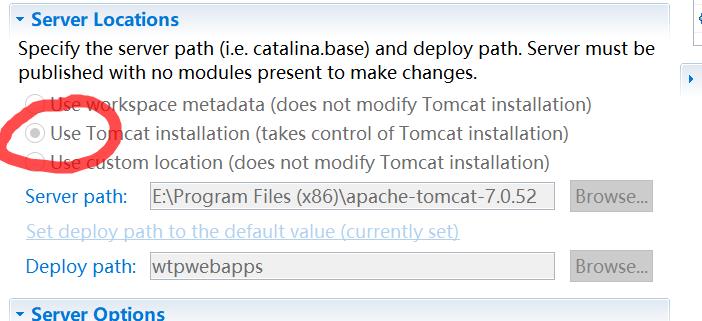 Server Locations
Specify the server path (i.e. catalina.base) and deploy path. Server must be
published with no modules present to make changes.
Use workspace metadata (does not modify Tomcat installation)
Use Tomcat installation (takes control of Tomcat installation)
Use custom location (does not modify Tomcat installation)
Server path: E:\Program Files (x86)\apache-tomcat-7.0.52 Browse...
Set deploy path to the default value (currently set)
Deploy path: wtpwebapps Browse...
Server Options